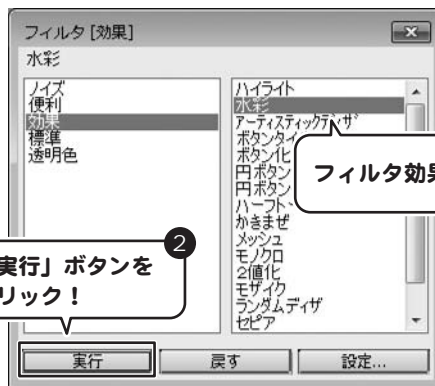 フィルタ [効果]
水彩
ノイズ
便利
効果
標準
透明色
ハイライト
水彩
アーティスティックディザ
ボタンタイ
ボタン化
円ボタン
円ボタン
ハーフト
かきまぜ
メッシュ
モノクロ
2値化
モザイク
ランダムディザ
セピア
フィルタ効果
2
実行」ボタンを
リック！
実行
戻す
設定...